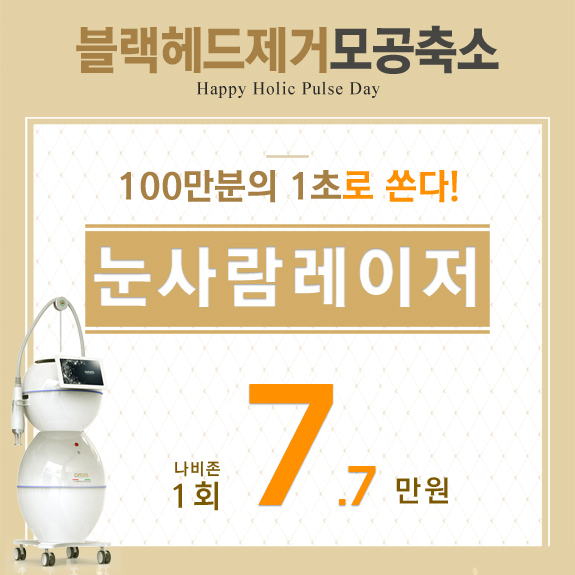 블랙헤드제거모공축소
Happy Holic Pulse Day
100만분의 1초로 쏜다!
눈사람레이저
나비존
1회 7.7 만원